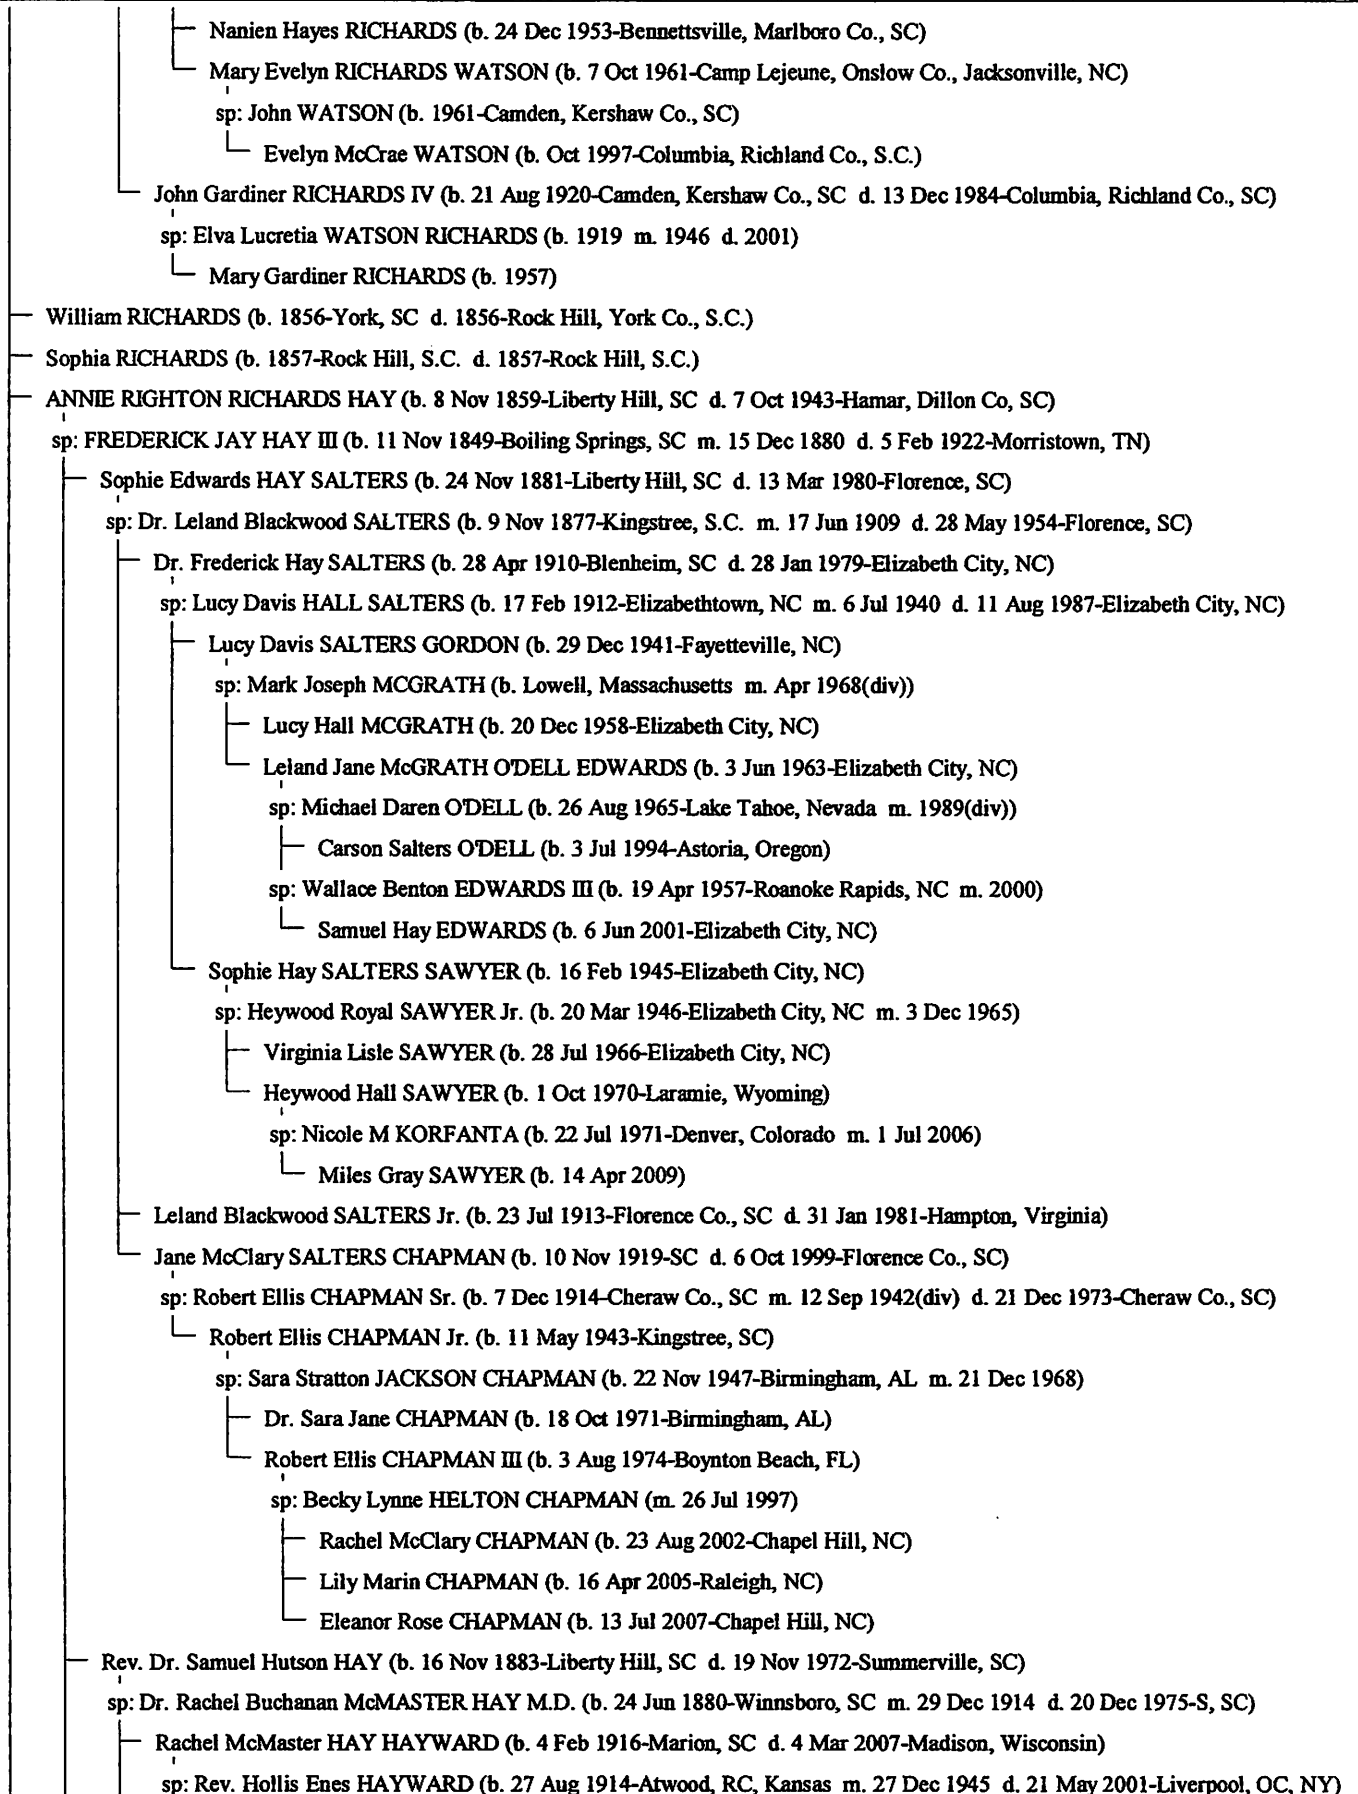 Nanien Hayes RICHARDS (b. 24 Dec 1953-Bennettsville, Marlboro Co., SC)
Mary Evelyn RICHARDS WATSON (b. 7 Oct 1961-Camp Lejeune, Onslow Co., Jacksonville, NC)
sp: John WATSON (b. 1961-Camden, Kershaw Co., SC)
Evelyn McCrae WATSON (b. Oct 1997-Columbia, Richland Co., S.C.)
John Gardiner RICHARDS IV (b. 21 Aug 1920-Camden, Kershaw Co., SC d. 13 Dec 1984-Columbia, Richland Co., SC)
sp: Elva Lucretia WATSON RICHARDS (b. 1919 m. 1946 d. 2001)
Mary Gardiner RICHARDS (b. 1957)
William RICHARDS (b. 1856-York, SC d. 1856-Rock Hill, York Co., S.C.)
Sophia RICHARDS (b. 1857-Rock Hill, S.C. d. 1857-Rock Hill, S.C.)
ANNIE RIGHTON RICHARDS HAY (b. 8 Nov 1859-Liberty Hill, SC d. 7 Oct 1943-Hamar, Dillon Co, SC)
sp: FREDERICK JAY HAY III (b. 11 Nov 1849-Boiling Springs, SC m. 15 Dec 1880 d. 5 Feb 1922-Morristown, TN)
Sophie Edwards HAY SALTERS (b. 24 Nov 1881-Liberty Hill, SC d. 13 Mar 1980-Florence, SC)
sp: Dr. Leland Blackwood SALTERS (b. 9 Nov 1877-Kingstree, S.C. m. 17 Jun 1909 d. 28 May 1954-Florence, SC)
Dr. Frederick Hay SALTERS (b. 28 Apr 1910-Blenheim, SC d. 28 Jan 1979-Elizabeth City, NC)
sp: Lucy Davis HALL SALTERS (b. 17 Feb 1912-Elizabethtown, NC m. 6 Jul 1940 d. 11 Aug 1987-Elizabeth City, NC)
Lucy Davis SALTERS GORDON (b. 29 Dec 1941-Fayetteville, NC)
sp: Mark Joseph MCGRATH (b. Lowell, Massachusetts m. Apr 1968(div))
Lucy Hall MCGRATH (b. 20 Dec 1958-Elizabeth City, NC)
Leland Jane McGRATH O'DELL EDWARDS (b. 3 Jun 1963-Elizabeth City, NC)
sp: Michael Daren O'DELL (b. 26 Aug 1965-Lake Tahoe, Nevada m. 1989(div))
Carson Salters O'DELL (b. 3 Jul 1994-Astoria, Oregon)
sp: Wallace Benton EDWARDS III (b. 19 Apr 1957-Roanoke Rapids, NC m. 2000)
Samuel Hay EDWARDS (b. 6 Jun 2001-Elizabeth City, NC)
Sophie Hay SALTERS SAWYER (b. 16 Feb 1945-Elizabeth City, NC)
sp: Heywood Royal SAWYER Jr. (b. 20 Mar 1946-Elizabeth City, NC m. 3 Dec 1965)
Virginia Lisle SAWYER (b. 28 Jul 1966-Elizabeth City, NC)
Heywood Hall SAWYER (b. 1 Oct 1970-Laramie, Wyoming)
sp: Nicole M KORFANTA (b. 22 Jul 1971-Denver, Colorado m. 1 Jul 2006)
Miles Gray SAWYER (b. 14 Apr 2009)
Leland Blackwood SALTERS Jr. (b. 23 Jul 1913-Florence Co., SC d. 31 Jan 1981-Hampton, Virginia)
Jane McClary SALTERS CHAPMAN (b. 10 Nov 1919-SC d. 6 Oct 1999-Florence Co., SC)
sp: Robert Ellis CHAPMAN Sr. (b. 7 Dec 1914-Cheraw Co., SC m. 12 Sep 1942(div) d. 21 Dec 1973-Cheraw Co., SC)
Robert Ellis CHAPMAN Jr. (b. 11 May 1943-Kingstree, SC)
sp: Sara Stratton JACKSON CHAPMAN (b. 22 Nov 1947-Birmingham, AL m. 21 Dec 1968)
Dr. Sara Jane CHAPMAN (b. 18 Oct 1971-Birmingham, AL)
Robert Ellis CHAPMAN III (b. 3 Aug 1974-Boynton Beach, FL)
sp: Becky Lynne HELTON CHAPMAN (m. 26 Jul 1997)
Rachel McClary CHAPMAN (b. 23 Aug 2002-Chapel Hill, NC)
Lily Marin CHAPMAN (b. 16 Apr 2005-Raleigh, NC)
Eleanor Rose CHAPMAN (b. 13 Jul 2007-Chapel Hill, NC)
Rev. Dr. Samuel Hutson HAY (b. 16 Nov 1883-Liberty Hill, SC d. 19 Nov 1972-Summerville, SC)
sp: Dr. Rachel Buchanan McMASTER HAY M.D. (b. 24 Jun 1880-Winnsboro, SC m. 29 Dec 1914 d. 20 Dec 1975-S, SC)
Rachel McMaster HAY HAYWARD (b. 4 Feb 1916-Marion, SC d. 4 Mar 2007-Madison, Wisconsin)
sp: Rev. Hollis Enes HAYWARD (b. 27 Aug 1914-Atwood, RC, Kansas m. 27 Dec 1945 d. 21 May 2001-Liverpool, OC, NY)